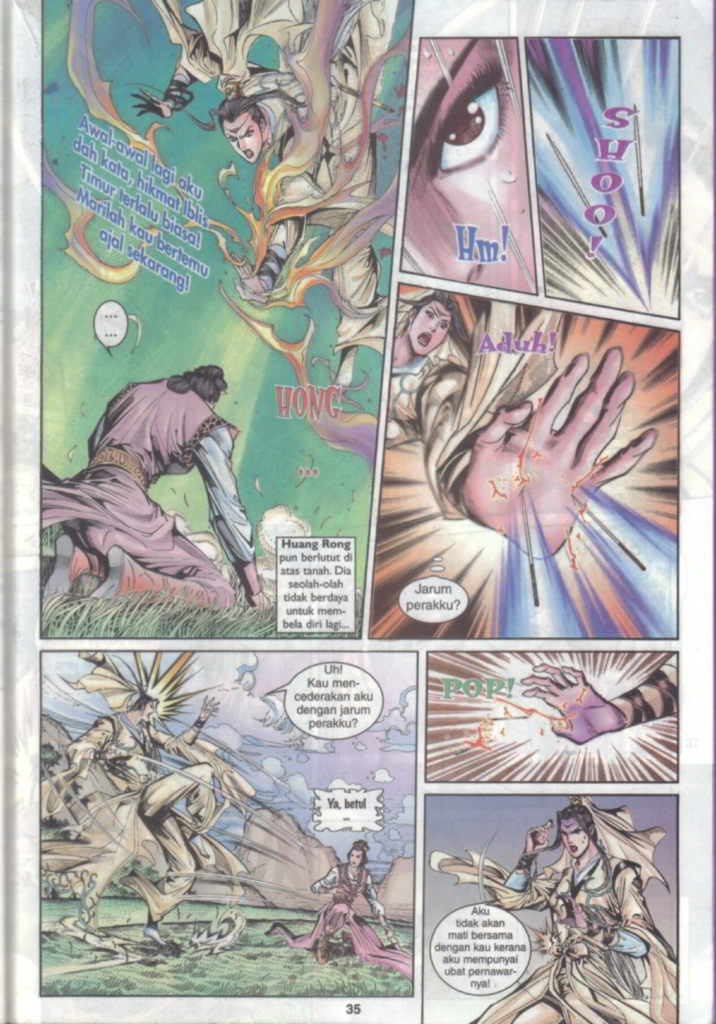 Awal-awal lagi aku
dah kata, hikmat Iblis
Timur terlalu biasa!
Marilah kau bertemu
ajal sekarang!
...
...
HONG
...
Huang Rong
pun berlutut di
atas tanah. Dia
seolah-olah
tidak berdaya
untuk mem-
bela diri lagi...
Hm!
SHOO!
Aduh!
Jarum
perakku?
Uh!
Kau men-
cederakan aku
dengan jarum
perakku?
Ya, betul
...
POP!
Aku
tidak akan
mati bersama
dengan kau kerana
aku mempunyai
ubat pernawar-
nya!
35